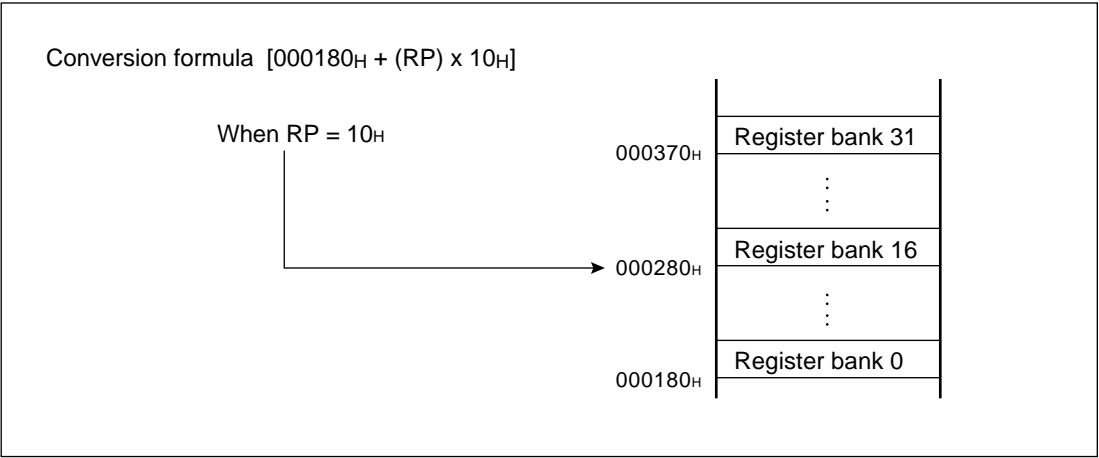 Conversion formula [000180H + (RP) x 10H]
When RP = 10H
Register bank 31
000370H
Register bank 16
000280H
Register bank 0
000180H